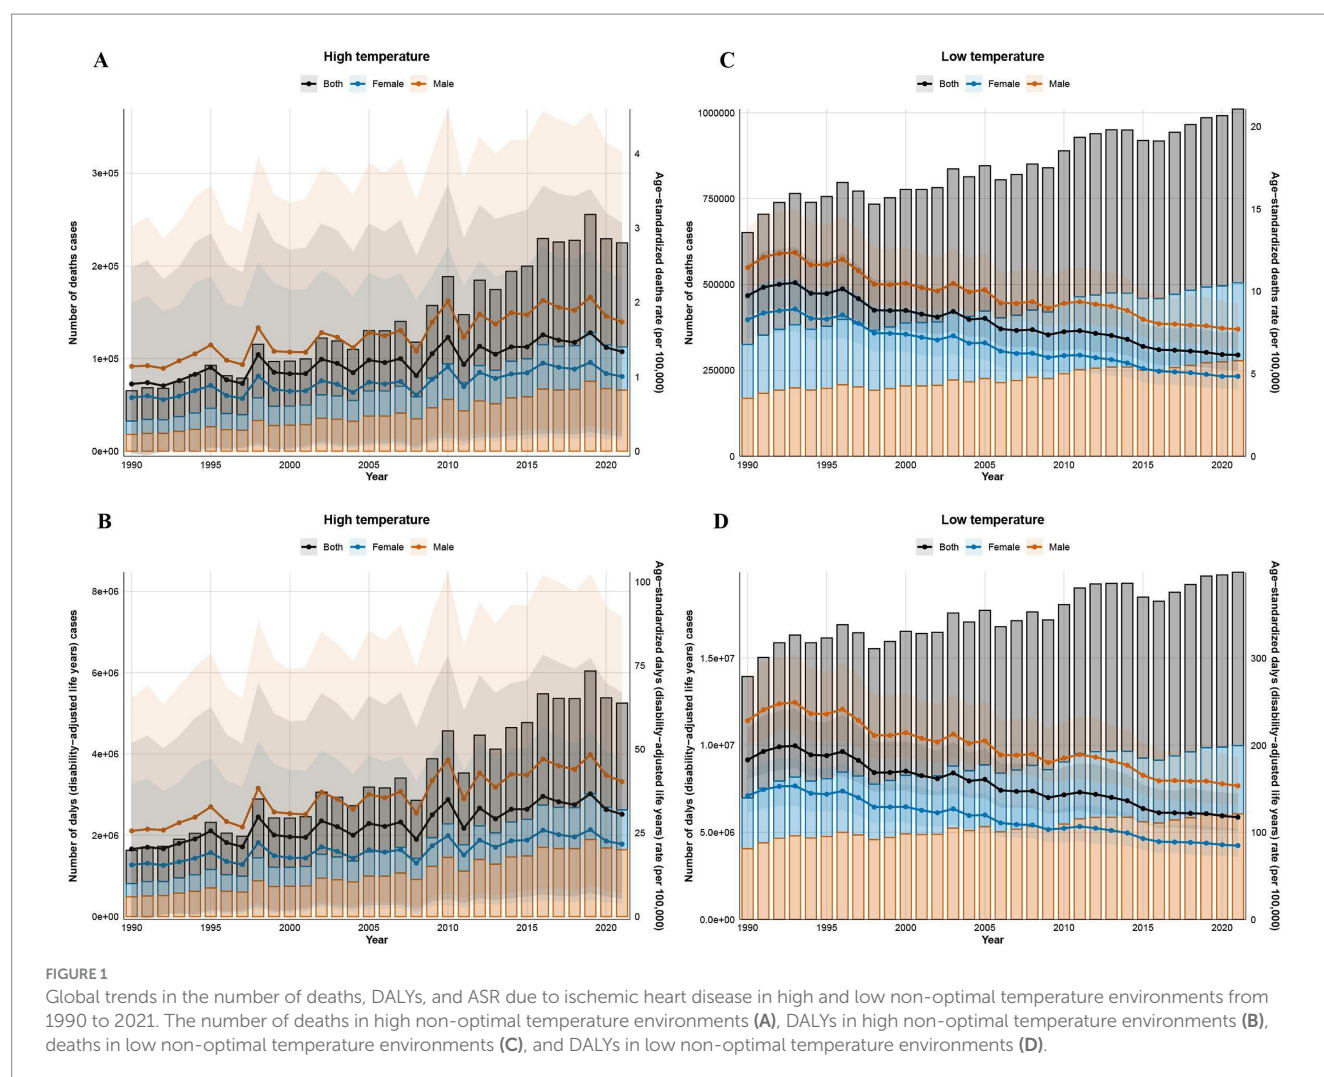 A
High temperature
Both
Female
Male
Number of deaths cases
3e+05
2e+05
1e+05
0e+00
4
3
2
1
0
Age-standardized deaths rate (per 100,000)
1990
1995
2000
2005
2010
2015
2020
Year
C
Low temperature
Both
Female
Male
Number of deaths cases
1000000
750000
500000
250000
0
20
15
10
5
0
Age-standardized deaths rate (per 100,000)
1990
1995
2000
2005
2010
2015
2020
Year
B
High temperature
Both
Female
Male
Number of dalys (disability-adjusted life years) cases
8e+06
6e+06
4e+06
2e+06
0e+00
100
75
50
25
0
Age-standardized dalys (disability-adjusted life years) rate (per 100,000)
1990
1995
2000
2005
2010
2015
2020
Year
D
Low temperature
Both
Female
Male
Number of dalys (disability-adjusted life years) cases
1.5e+07
1.0e+07
5.0e+06
0.0e+00
300
200
100
0
Age-standardized dalys (disability-adjusted life years) rate (per 100,000)
1990
1995
2000
2005
2010
2015
2020
Year
FIGURE 1
Global trends in the number of deaths, DALYs, and ASR due to ischemic heart disease in high and low non-optimal temperature environments from
1990 to 2021. The number of deaths in high non-optimal temperature environments (A), DALYs in high non-optimal temperature environments (B),
deaths in low non-optimal temperature environments (C), and DALYs in low non-optimal temperature environments (D).